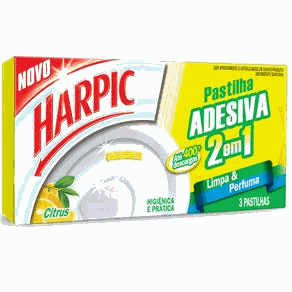 NOVO
HARPIC
Pastilha
ADESIVA
2 em 1
Até 400*
descargas
Limpa &
Perfuma
Citrus
HIGIÊNICA
E PRÁTICA
3 PASTILHAS